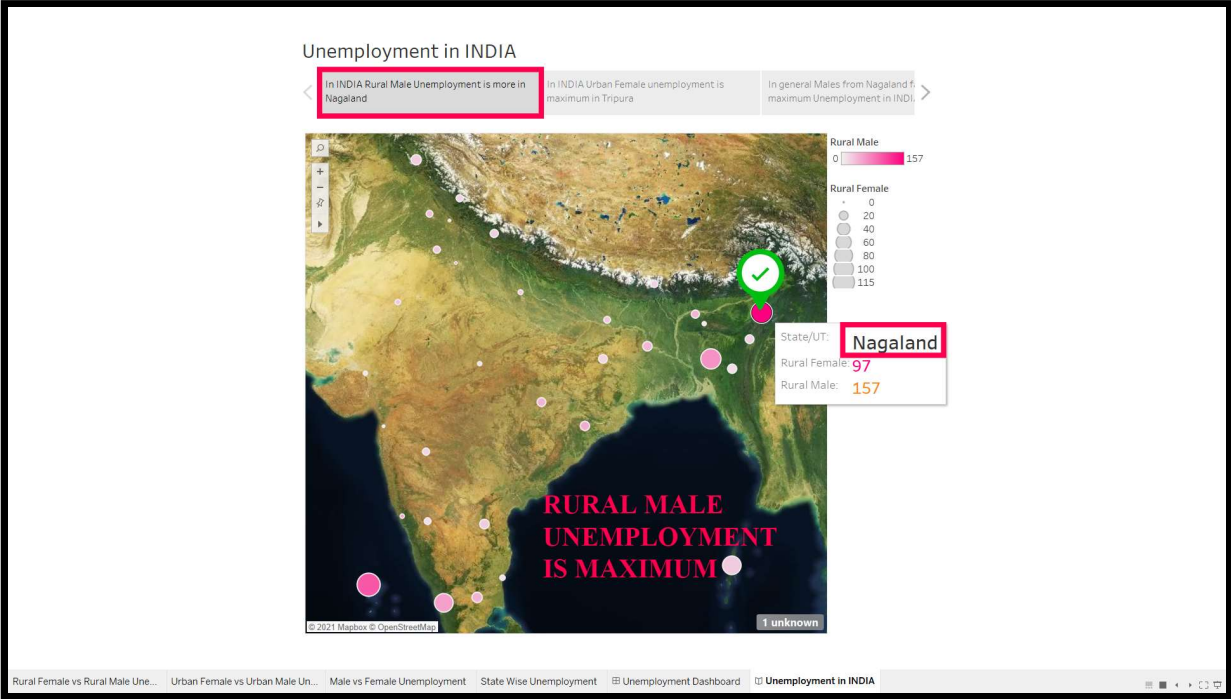 Unemployment in INDIA
In INDIA Rural Male Unemployment is more in
Nagaland
In INDIA Urban Female unemployment is
maximum in Tripura
In general Males from Nagaland f
maximum Unemployment in INDI
Rural Male
0 157
Rural Female
0
20
40
60
80
100
115
State/UT: Nagaland
Rural Female: 97
Rural Male: 157
RURAL MALE
UNEMPLOYMENT
IS MAXIMUM
1 unknown
© 2021 Mapbox © OpenStreetMap
Rural Female vs Rural Male Une... Urban Female vs Urban Male Un... Male vs Female Unemployment State Wise Unemployment Unemployment Dashboard Unemployment in INDIA